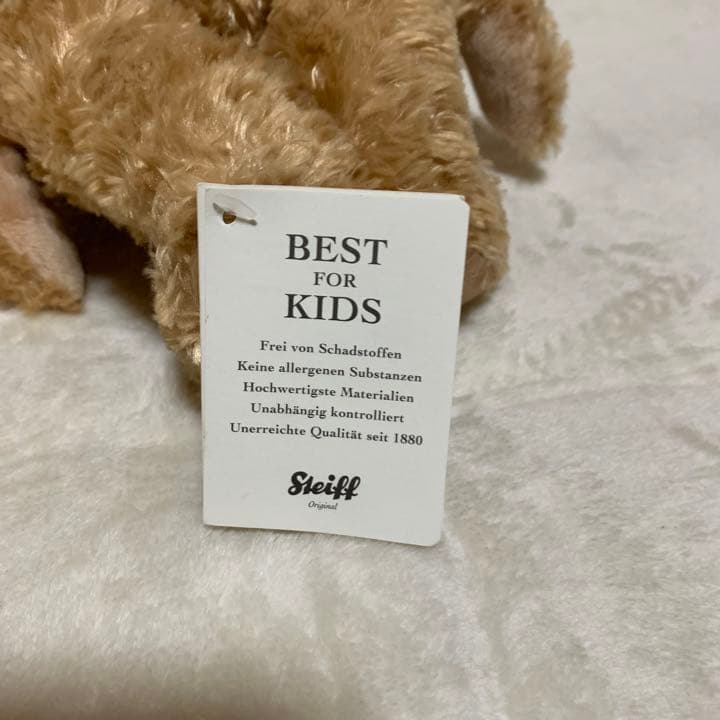 BEST
FOR
KIDS
Frei von Schadstoffen
Keine allergenen Substanzen
Hochwertigste Materialien
Unabhängig kontrolliert
Unerreichte Qualität seit 1880
Steiff
Original